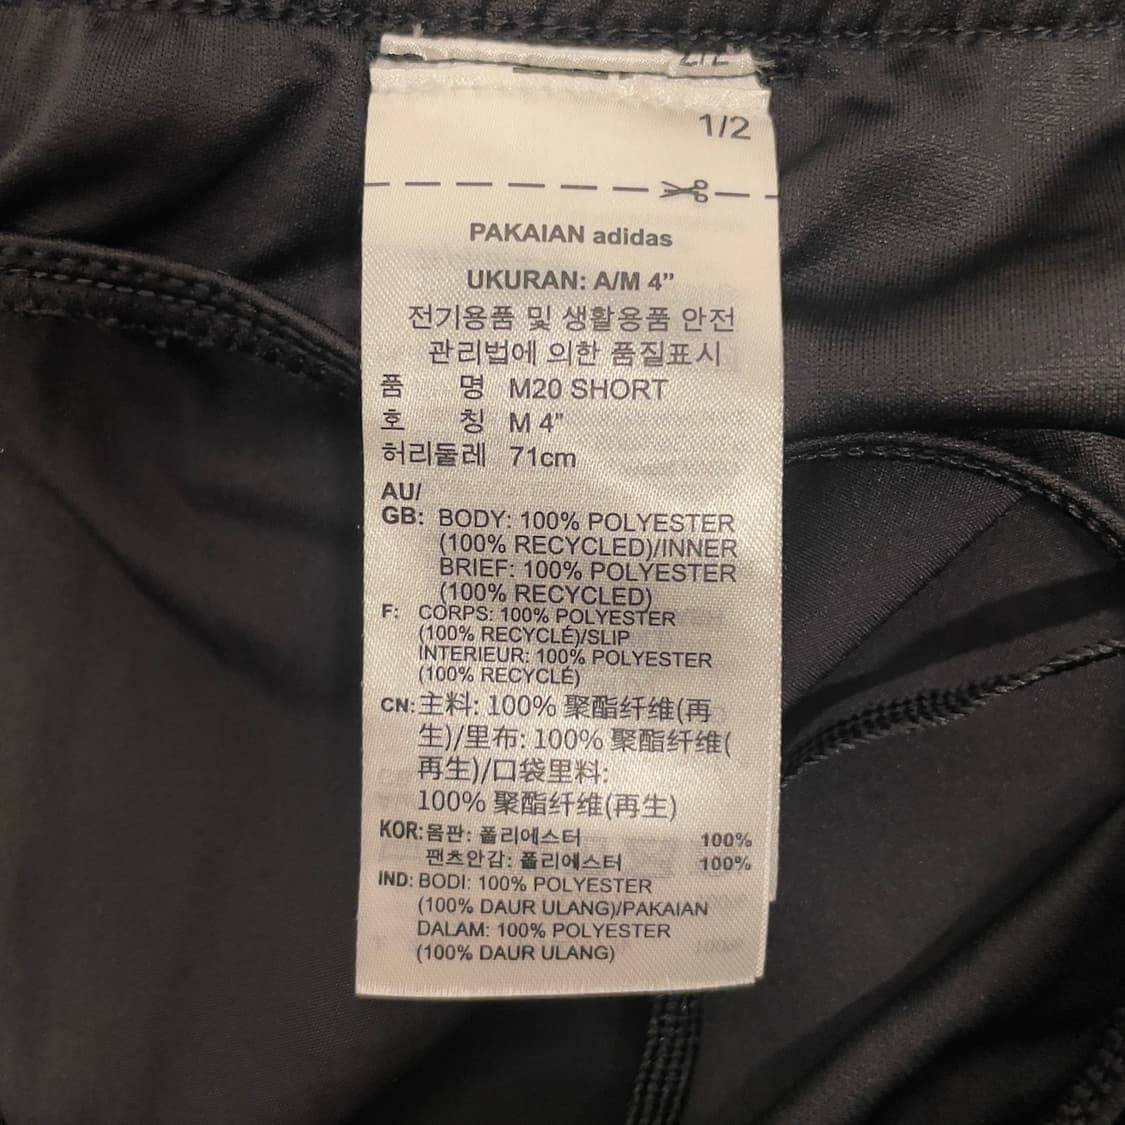 1/2
PAKAIAN adidas
UKURAN: A/M 4”
전기용품 및 생활용품 안전
관리법에 의한 품질표시
품 명 M20 SHORT
호 칭 M 4”
허리둘레 71cm
AU/
GB: BODY: 100% POLYESTER
(100% RECYCLED)/INNER
BRIEF: 100% POLYESTER
(100% RECYCLED)
F: CORPS: 100% POLYESTER
(100% RECYCLÉ)/SLIP
INTERIEUR: 100% POLYESTER
(100% RECYCLÉ)
CN: 主料: 100% 聚酯纤维(再
生)/里布: 100% 聚酯纤维(
再生)/口袋里料:
100% 聚酯纤维(再生)
KOR: 몸판: 폴리에스터 100%
팬츠안감: 폴리에스터 100%
IND: BODI: 100% POLYESTER
(100% DAUR ULANG)/PAKAIAN
DALAM: 100% POLYESTER
(100% DAUR ULANG)